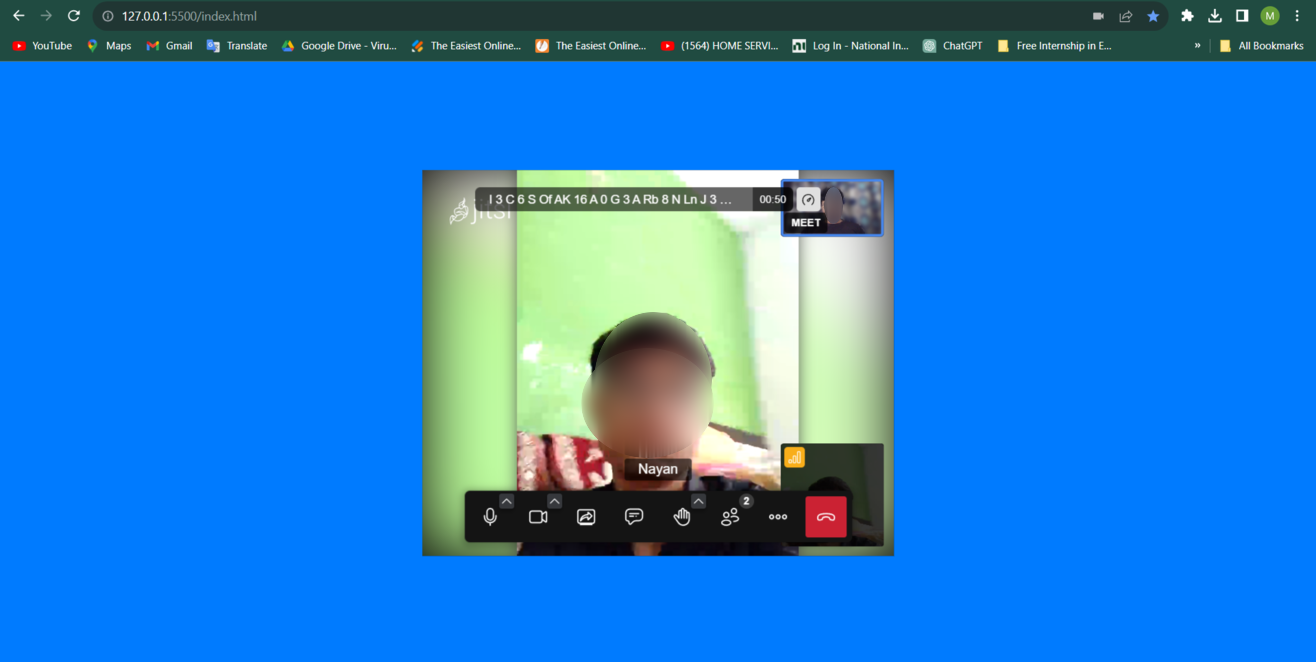 127.0.0.1:5500/index.html
M
YouTube Maps Gmail Translate Google Drive - Viru... The Easiest Online... The Easiest Online... (1564) HOME SERVI... Log In - National In... ChatGPT Free Internship in E... » All Bookmarks
I 3 C 6 S Of AK 16 A 0 G 3 A Rb 8 N Ln J 3 ... 00:50
jitsi
MEET
Nayan
2